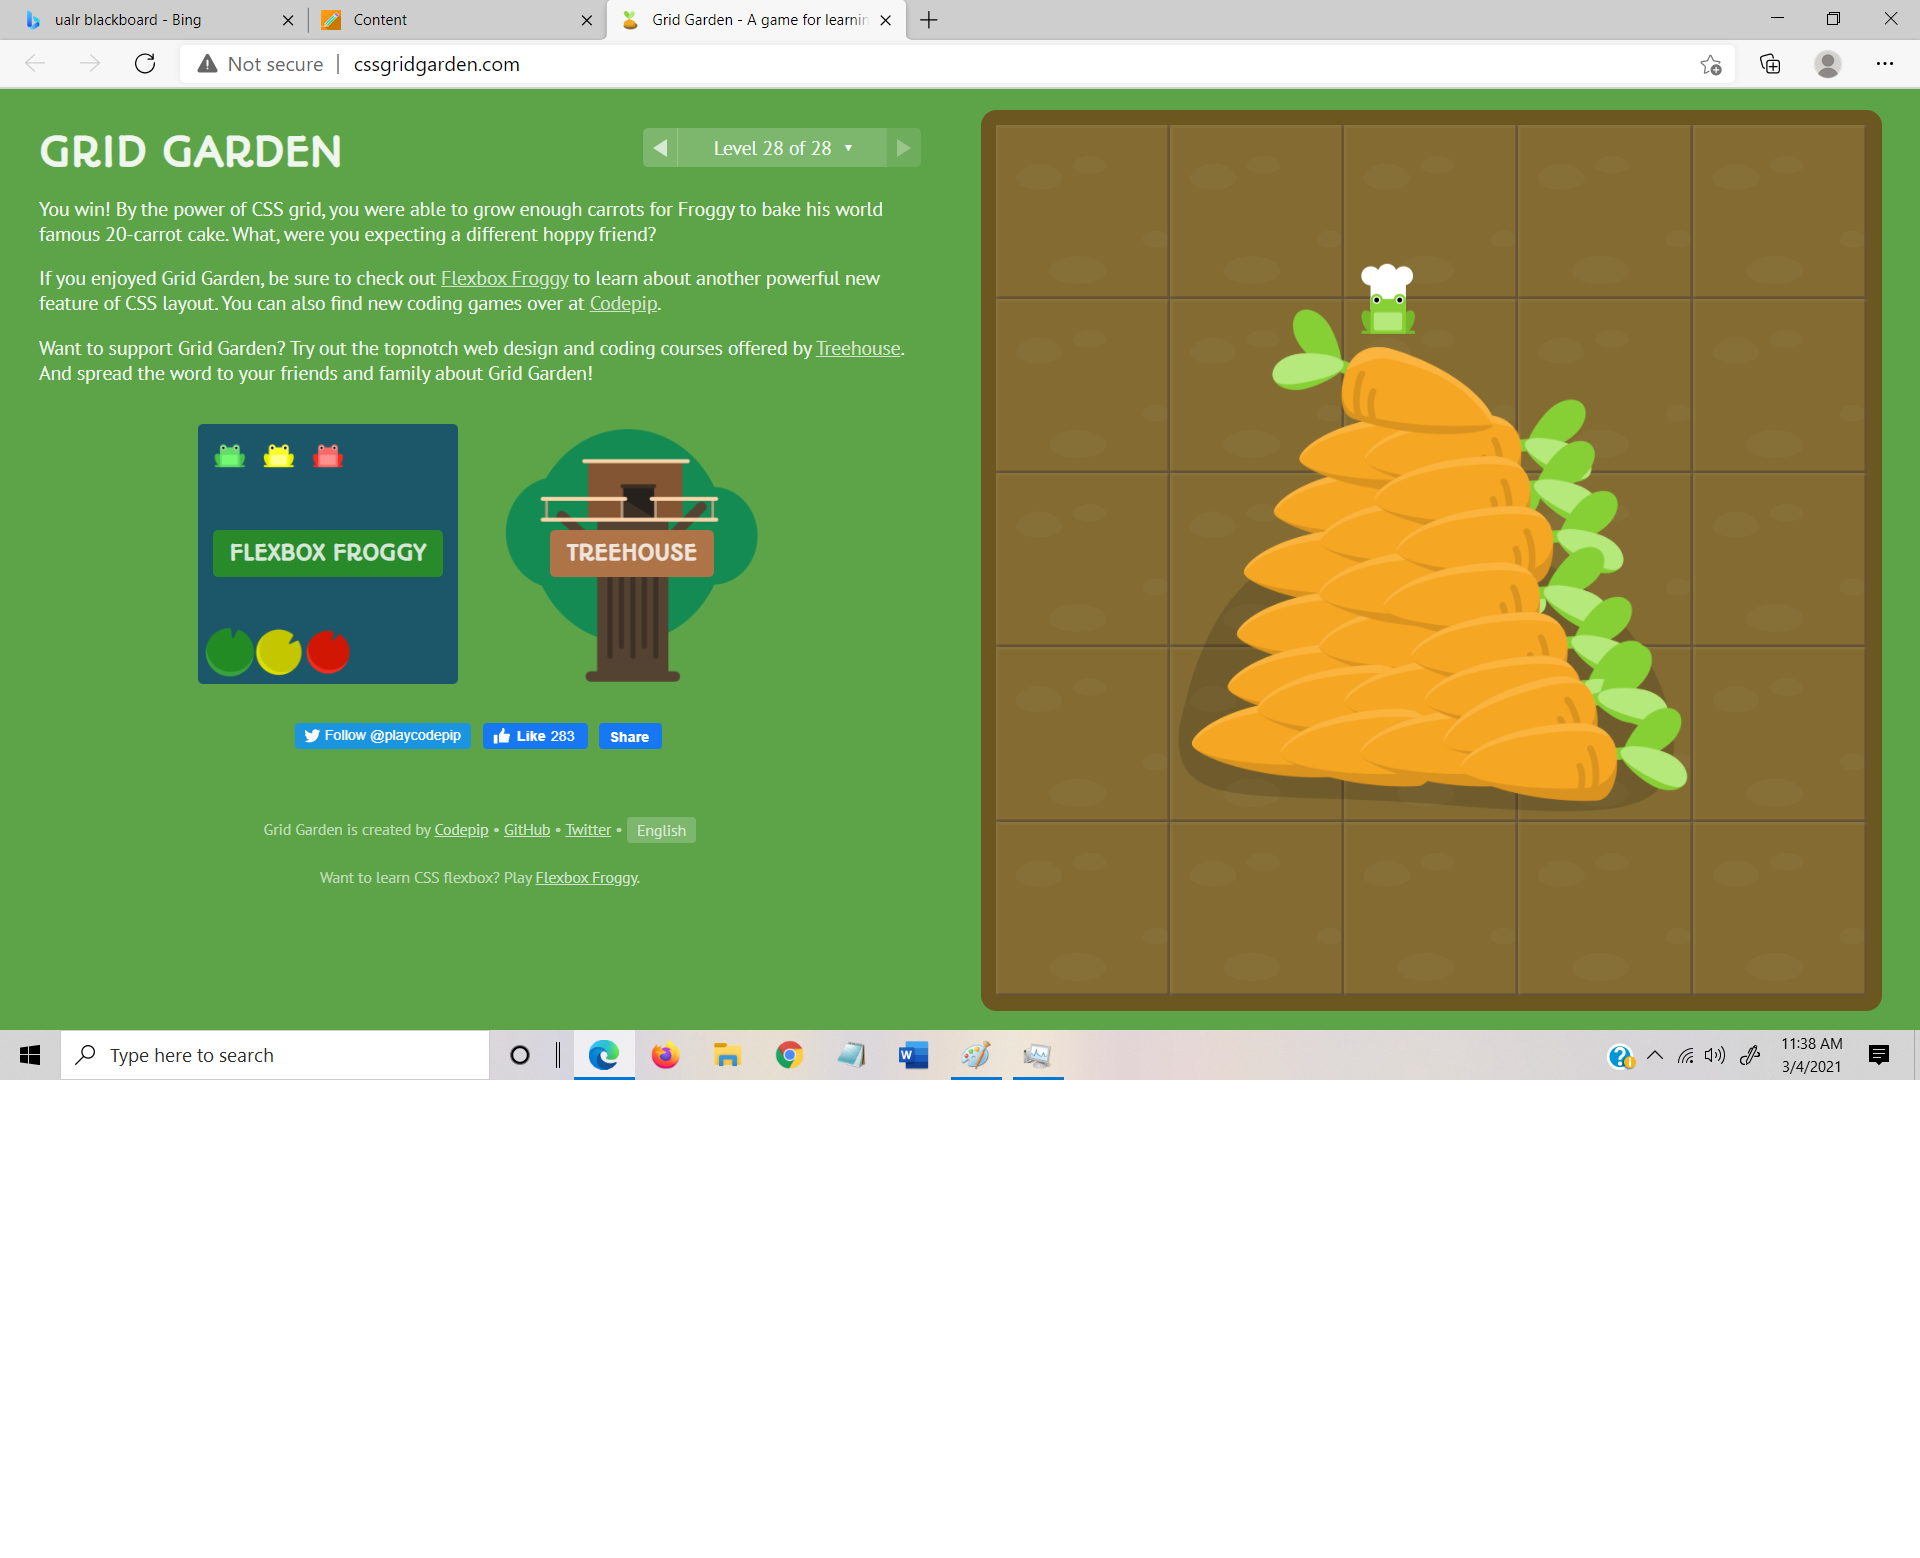 ualr blackboard - Bing
Content
Grid Garden - A game for learnin
Not secure
cssgridgarden.com
GRID GARDEN
Level 28 of 28
You win! By the power of CSS grid, you were able to grow enough carrots for Froggy to bake his world
famous 20-carrot cake. What, were you expecting a different hoppy friend?
If you enjoyed Grid Garden, be sure to check out Flexbox Froggy to learn about another powerful new
feature of CSS layout. You can also find new coding games over at Codepip.
Want to support Grid Garden? Try out the topnotch web design and coding courses offered by Treehouse.
And spread the word to your friends and family about Grid Garden!
FLEXBOX FROGGY
TREEHOUSE
Follow @playcodepip
Like 283
Share
Grid Garden is created by Codepip • GitHub • Twitter • English
Want to learn CSS flexbox? Play Flexbox Froggy.
Type here to search
11:38 AM
3/4/2021